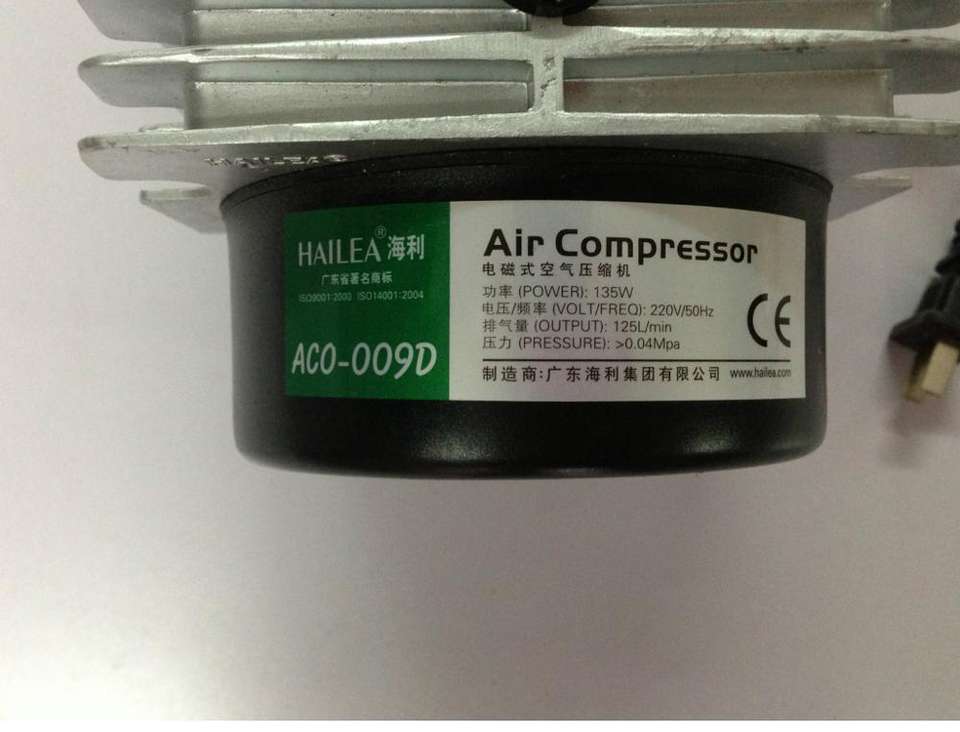 HAILEA® 海利
广东省著名商标
ISO9001:2000 ISO14001:2004
ACO-009D
Air Compressor
电磁式空气压缩机
功率 (POWER): 135W
电压/频率 (VOLT/FREQ): 220V/50Hz
排气量 (OUTPUT): 125L/min
压力 (PRESSURE): >0.04Mpa
CE
制造商:广东海利集团有限公司 www.hailea.com